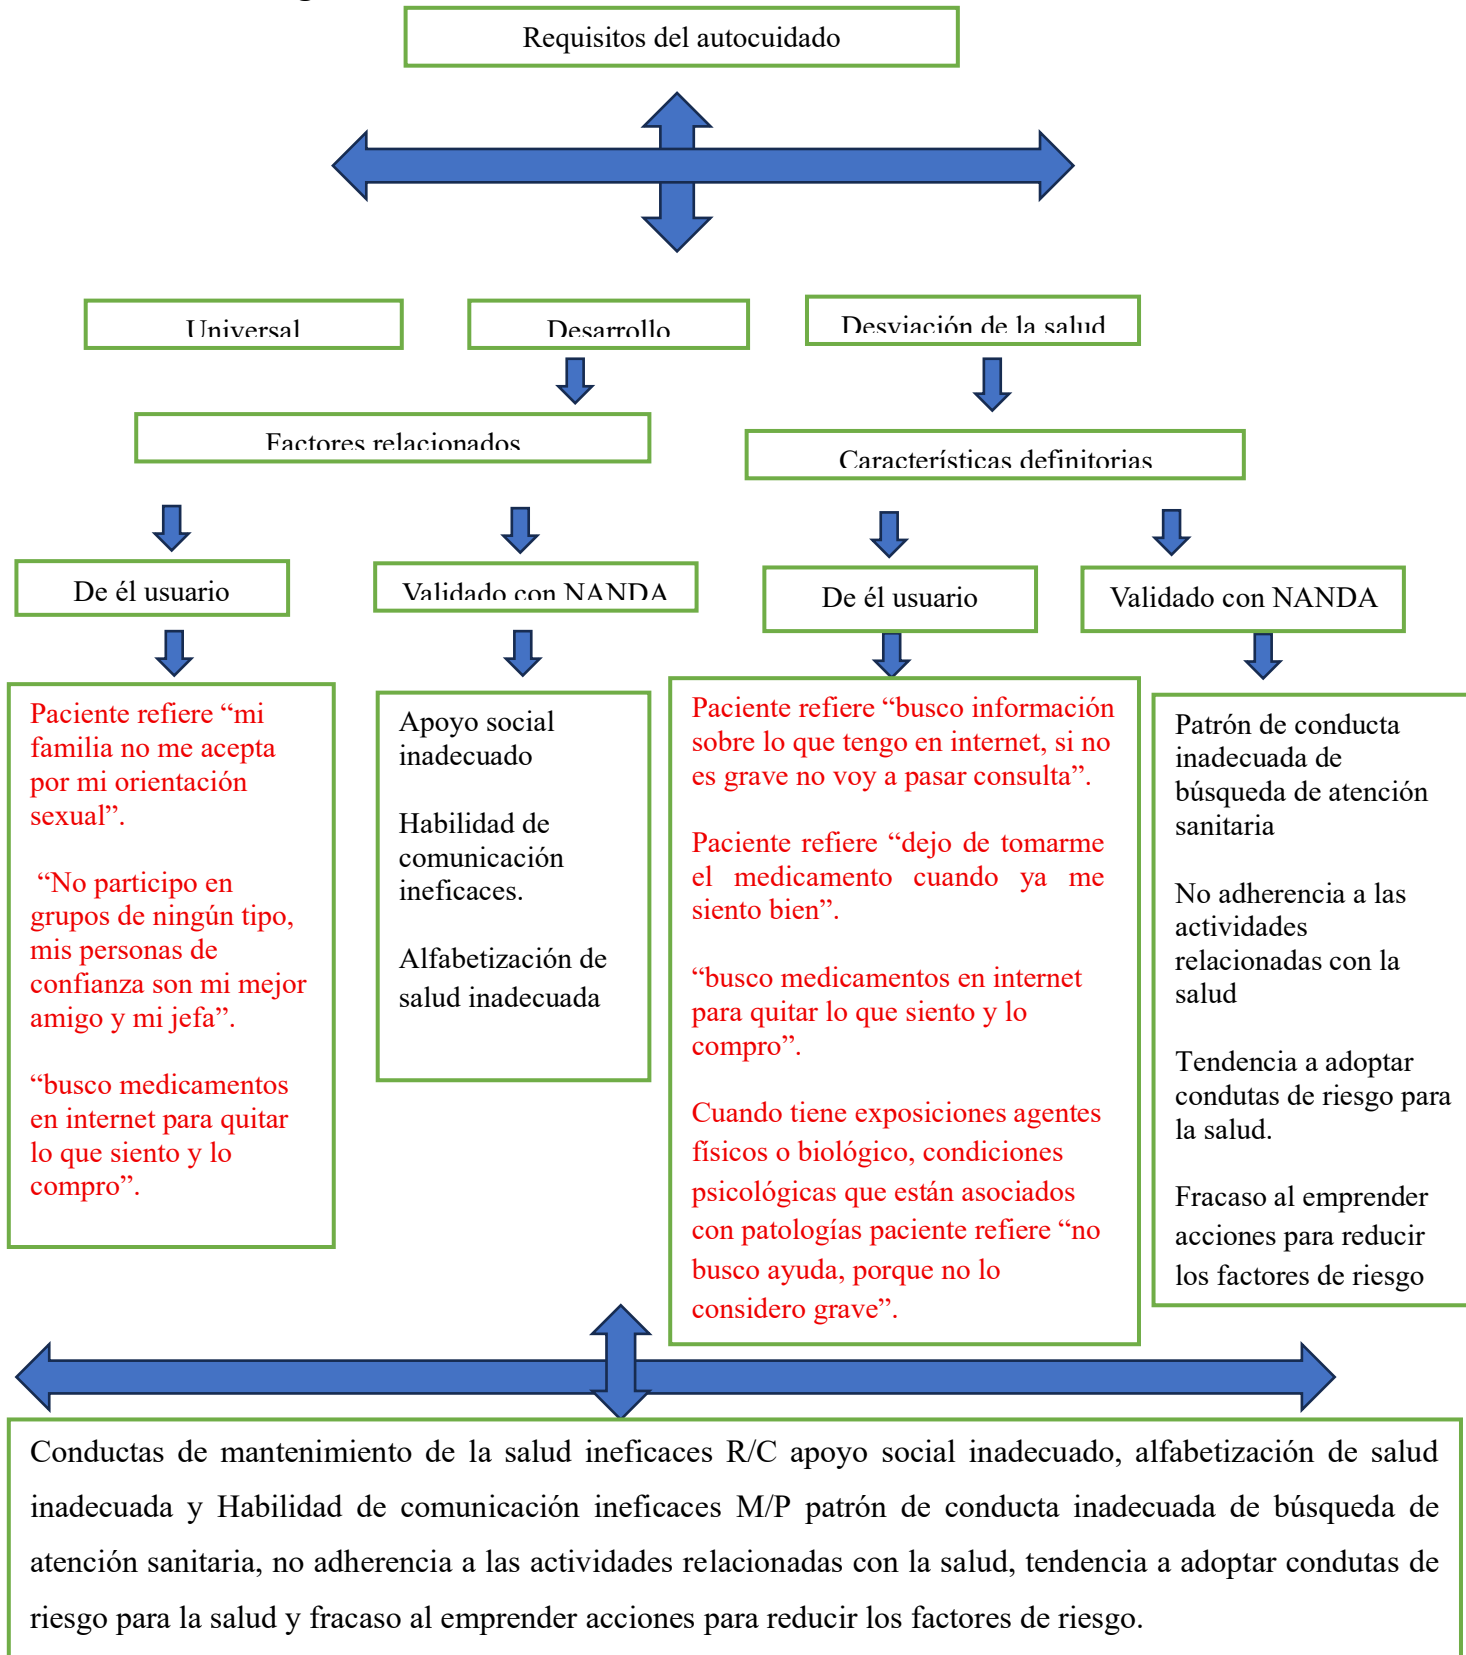 Requisitos del autocuidado
Universal
Desarrollo
Desviación de la salud
Factores relacionados
Características definitorias
De él usuario
Validado con NANDA
De él usuario
Validado con NANDA
Paciente refiere “mi
familia no me acepta
por mi orientación
sexual”.
“No participo en
grupos de ningún tipo,
mis personas de
confianza son mi mejor
amigo y mi jefa”.
“busco medicamentos
en internet para quitar
lo que siento y lo
compro”.
Apoyo social
inadecuado
Habilidad de
comunicación
ineficaces.
Alfabetización de
salud inadecuada
Paciente refiere “busco información
sobre lo que tengo en internet, si no
es grave no voy a pasar consulta”.
Paciente refiere “dejo de tomarme
el medicamento cuando ya me
siento bien”.
“busco medicamentos en internet
para quitar lo que siento y lo
compro”.
Cuando tiene exposiciones agentes
físicos o biológico, condiciones
psicológicas que están asociados
con patologías paciente refiere “no
busco ayuda, porque no lo
considero grave”.
Patrón de conducta
inadecuada de
búsqueda de atención
sanitaria
No adherencia a las
actividades
relacionadas con la
salud
Tendencia a adoptar
condutas de riesgo para
la salud.
Fracaso al emprender
acciones para reducir
los factores de riesgo
Conductas de mantenimiento de la salud ineficaces R/C apoyo social inadecuado, alfabetización de salud
inadecuada y Habilidad de comunicación ineficaces M/P patrón de conducta inadecuada de búsqueda de
atención sanitaria, no adherencia a las actividades relacionadas con la salud, tendencia a adoptar condutas de
riesgo para la salud y fracaso al emprender acciones para reducir los factores de riesgo.